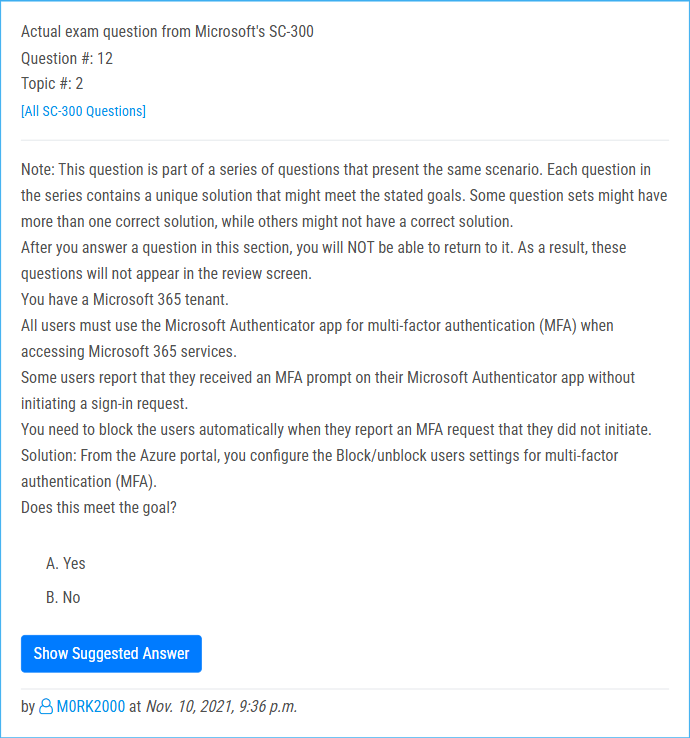 Actual exam question from Microsoft's SC-300
Question #: 12
Topic #: 2
[All SC-300 Questions]
Note: This question is part of a series of questions that present the same scenario. Each question in
the series contains a unique solution that might meet the stated goals. Some question sets might have
more than one correct solution, while others might not have a correct solution.
After you answer a question in this section, you will NOT be able to return to it. As a result, these
questions will not appear in the review screen.
You have a Microsoft 365 tenant.
All users must use the Microsoft Authenticator app for multi-factor authentication (MFA) when
accessing Microsoft 365 services.
Some users report that they received an MFA prompt on their Microsoft Authenticator app without
initiating a sign-in request.
You need to block the users automatically when they report an MFA request that they did not initiate.
Solution: From the Azure portal, you configure the Block/unblock users settings for multi-factor
authentication (MFA).
Does this meet the goal?
A. Yes
B. No
Show Suggested Answer
by M0RK2000 at Nov. 10, 2021, 9:36 p.m.